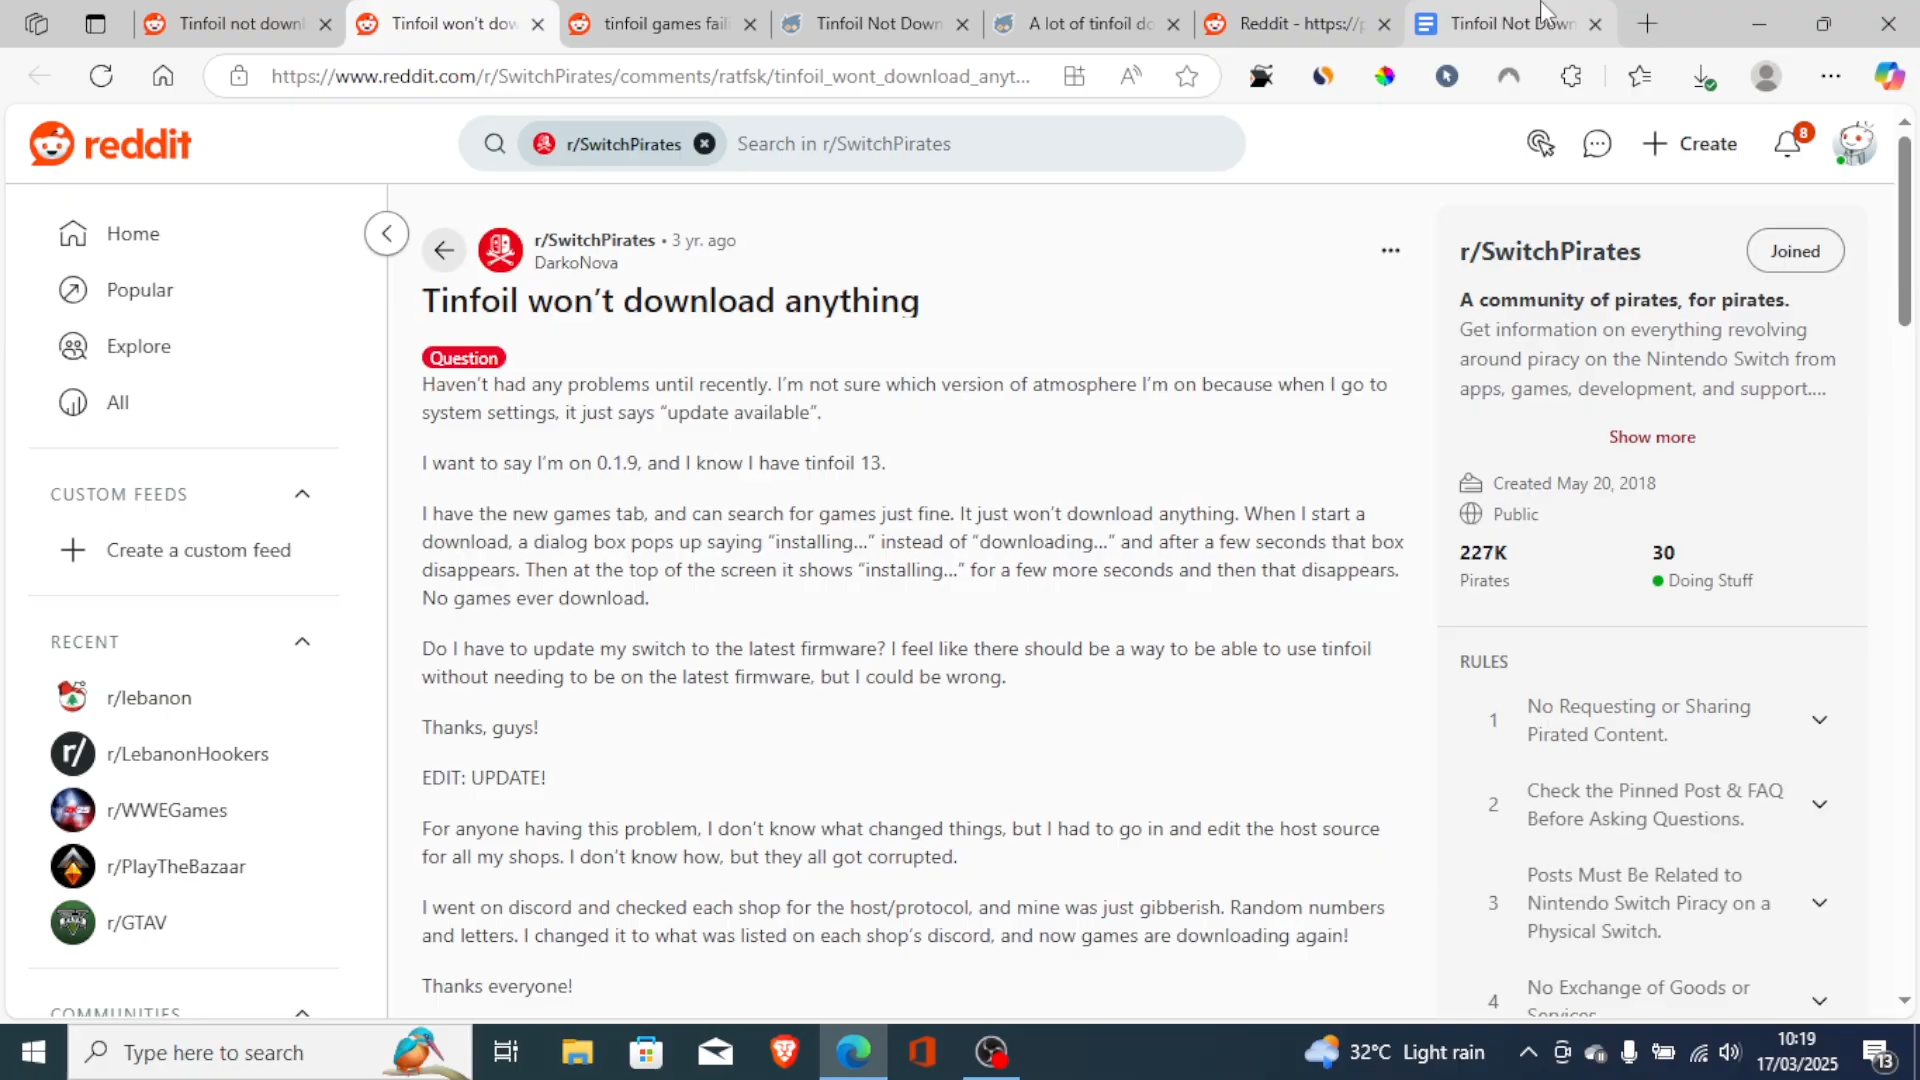 Tinfoil not downl
Tinfoil won't dow
tinfoil games faili
Tinfoil Not Down
A lot of tinfoil do
Reddit - https://p
Tinfoil Not Down
https://www.reddit.com/r/SwitchPirates/comments/ratfsk/tinfoil_wont_download_anyt...
reddit
r/SwitchPirates
Search in r/SwitchPirates
Create
8
Home
Popular
Explore
All
CUSTOM FEEDS
Create a custom feed
RECENT
r/lebanon
r/LebanonHookers
r/WWEGames
r/PlayTheBazaar
r/GTAV
COMMUNITIES
r/SwitchPirates • 3 yr. ago
DarkoNova
Tinfoil won't download anything
Question
Haven't had any problems until recently. I'm not sure which version of atmosphere I'm on because when I go to
system settings, it just says “update available”.
I want to say I'm on 0.1.9, and I know I have tinfoil 13.
I have the new games tab, and can search for games just fine. It just won't download anything. When I start a
download, a dialog box pops up saying “installing...” instead of “downloading...” and after a few seconds that box
disappears. Then at the top of the screen it shows “installing...” for a few more seconds and then that disappears.
No games ever download.
Do I have to update my switch to the latest firmware? I feel like there should be a way to be able to use tinfoil
without needing to be on the latest firmware, but I could be wrong.
Thanks, guys!
EDIT: UPDATE!
For anyone having this problem, I don't know what changed things, but I had to go in and edit the host source
for all my shops. I don't know how, but they all got corrupted.
I went on discord and checked each shop for the host/protocol, and mine was just gibberish. Random numbers
and letters. I changed it to what was listed on each shop's discord, and now games are downloading again!
Thanks everyone!
r/SwitchPirates
Joined
A community of pirates, for pirates.
Get information on everything revolving
around piracy on the Nintendo Switch from
apps, games, development, and support....
Show more
Created May 20, 2018
Public
227K
30
Pirates
Doing Stuff
RULES
1
No Requesting or Sharing
Pirated Content.
2
Check the Pinned Post & FAQ
Before Asking Questions.
3
Posts Must Be Related to
Nintendo Switch Piracy on a
Physical Switch.
4
No Exchange of Goods or
Services
Type here to search
32°C Light rain
10:19
17/03/2025
13